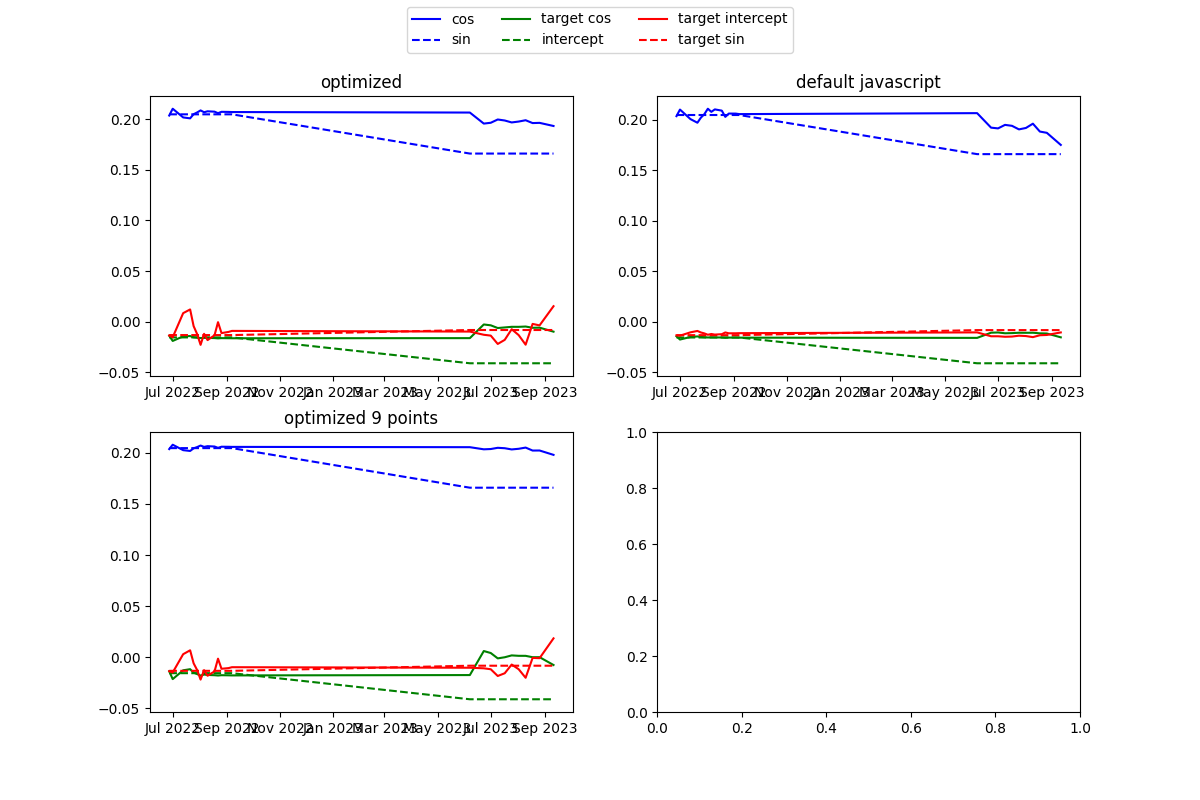 cos target cos target intercept
sin intercept target sin
optimized default javascript
0.20 0.20
0.15 0.15
0.10 0.10
0.05 0.05
0.00 0.00
−0.05 −0.05
Jul 2022 Sep 2022 Nov 2022 Jan 2023 Mar 2023 May 2023 Jul 2023 Sep 2023 Jul 2022 Sep 2022 Nov 2022 Jan 2023 Mar 2023 May 2023 Jul 2023 Sep 2023
optimized 9 points
0.20 1.0
0.15 0.8
0.10 0.6
0.05 0.4
0.00 0.2
−0.05 0.0
Jul 2022 Sep 2022 Nov 2022 Jan 2023 Mar 2023 May 2023 Jul 2023 Sep 2023 0.0 0.2 0.4 0.6 0.8 1.0